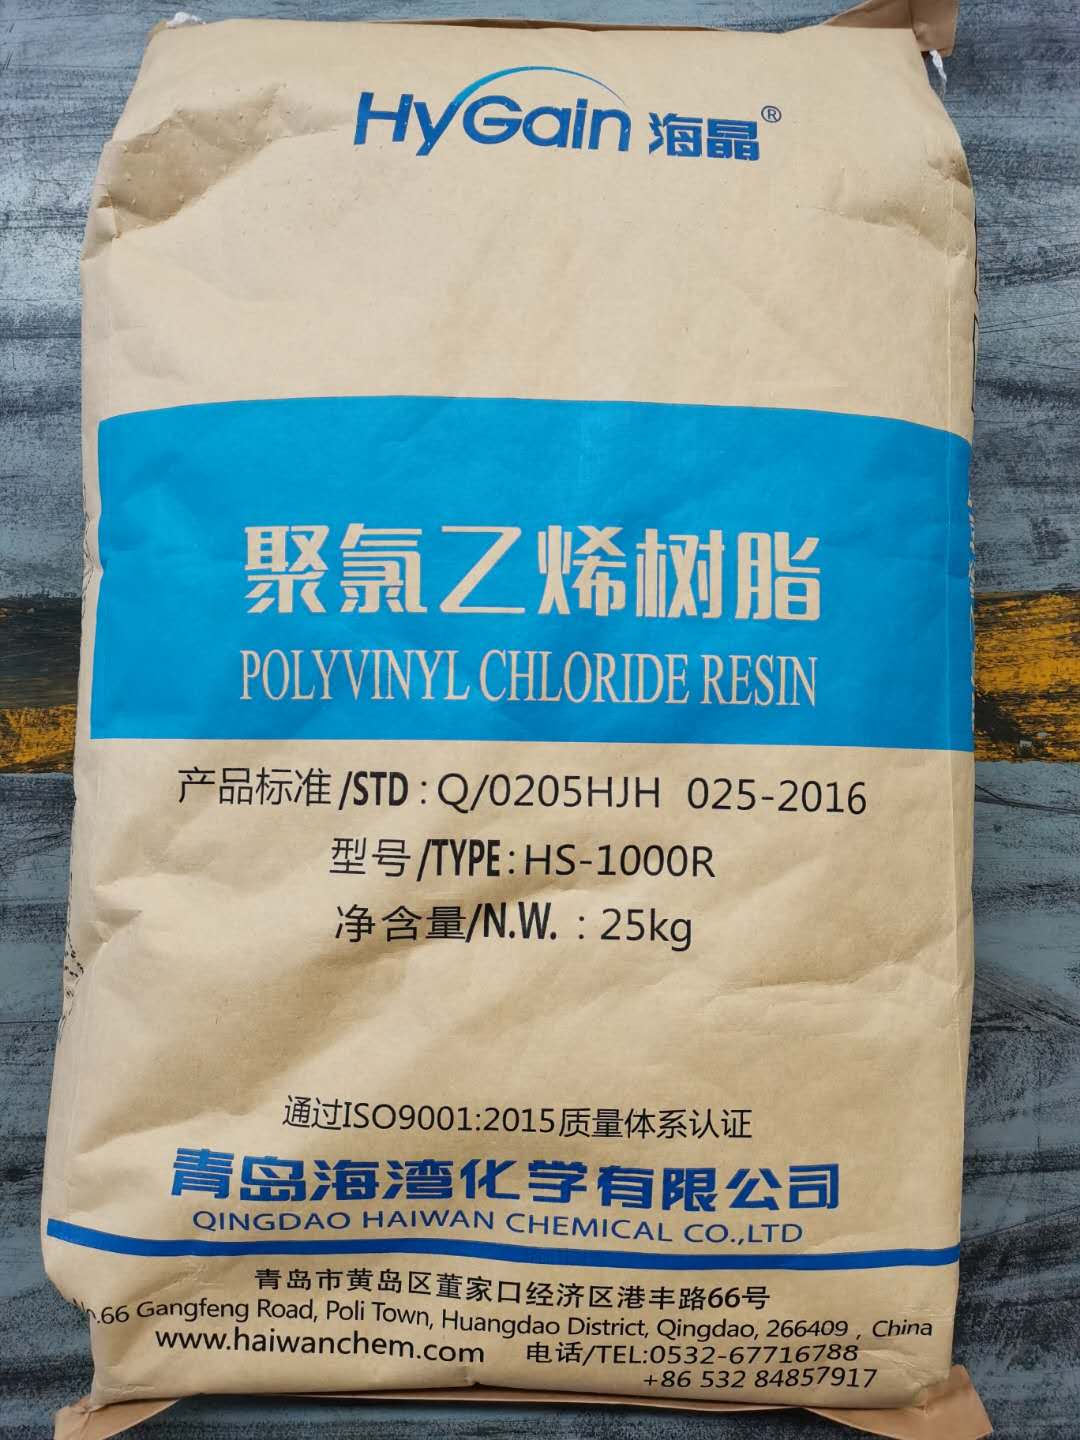 HyGain 海晶®
聚氯乙烯树脂
POLYVINYL CHLORIDE RESIN
产品标准/STD : Q/0205HJH 025-2016
型号/TYPE : HS-1000R
净含量/N.W. : 25kg
通过ISO9001:2015质量体系认证
青岛海湾化学有限公司
QINGDAO HAIWAN CHEMICAL CO.,LTD
青岛市黄岛区董家口经济区港丰路66号
No.66 Gangfeng Road, Poli Town, Huangdao District, Qingdao, 266409 , China
www.haiwanchem.com 电话/TEL:0532-67716788
+86 532 84857917